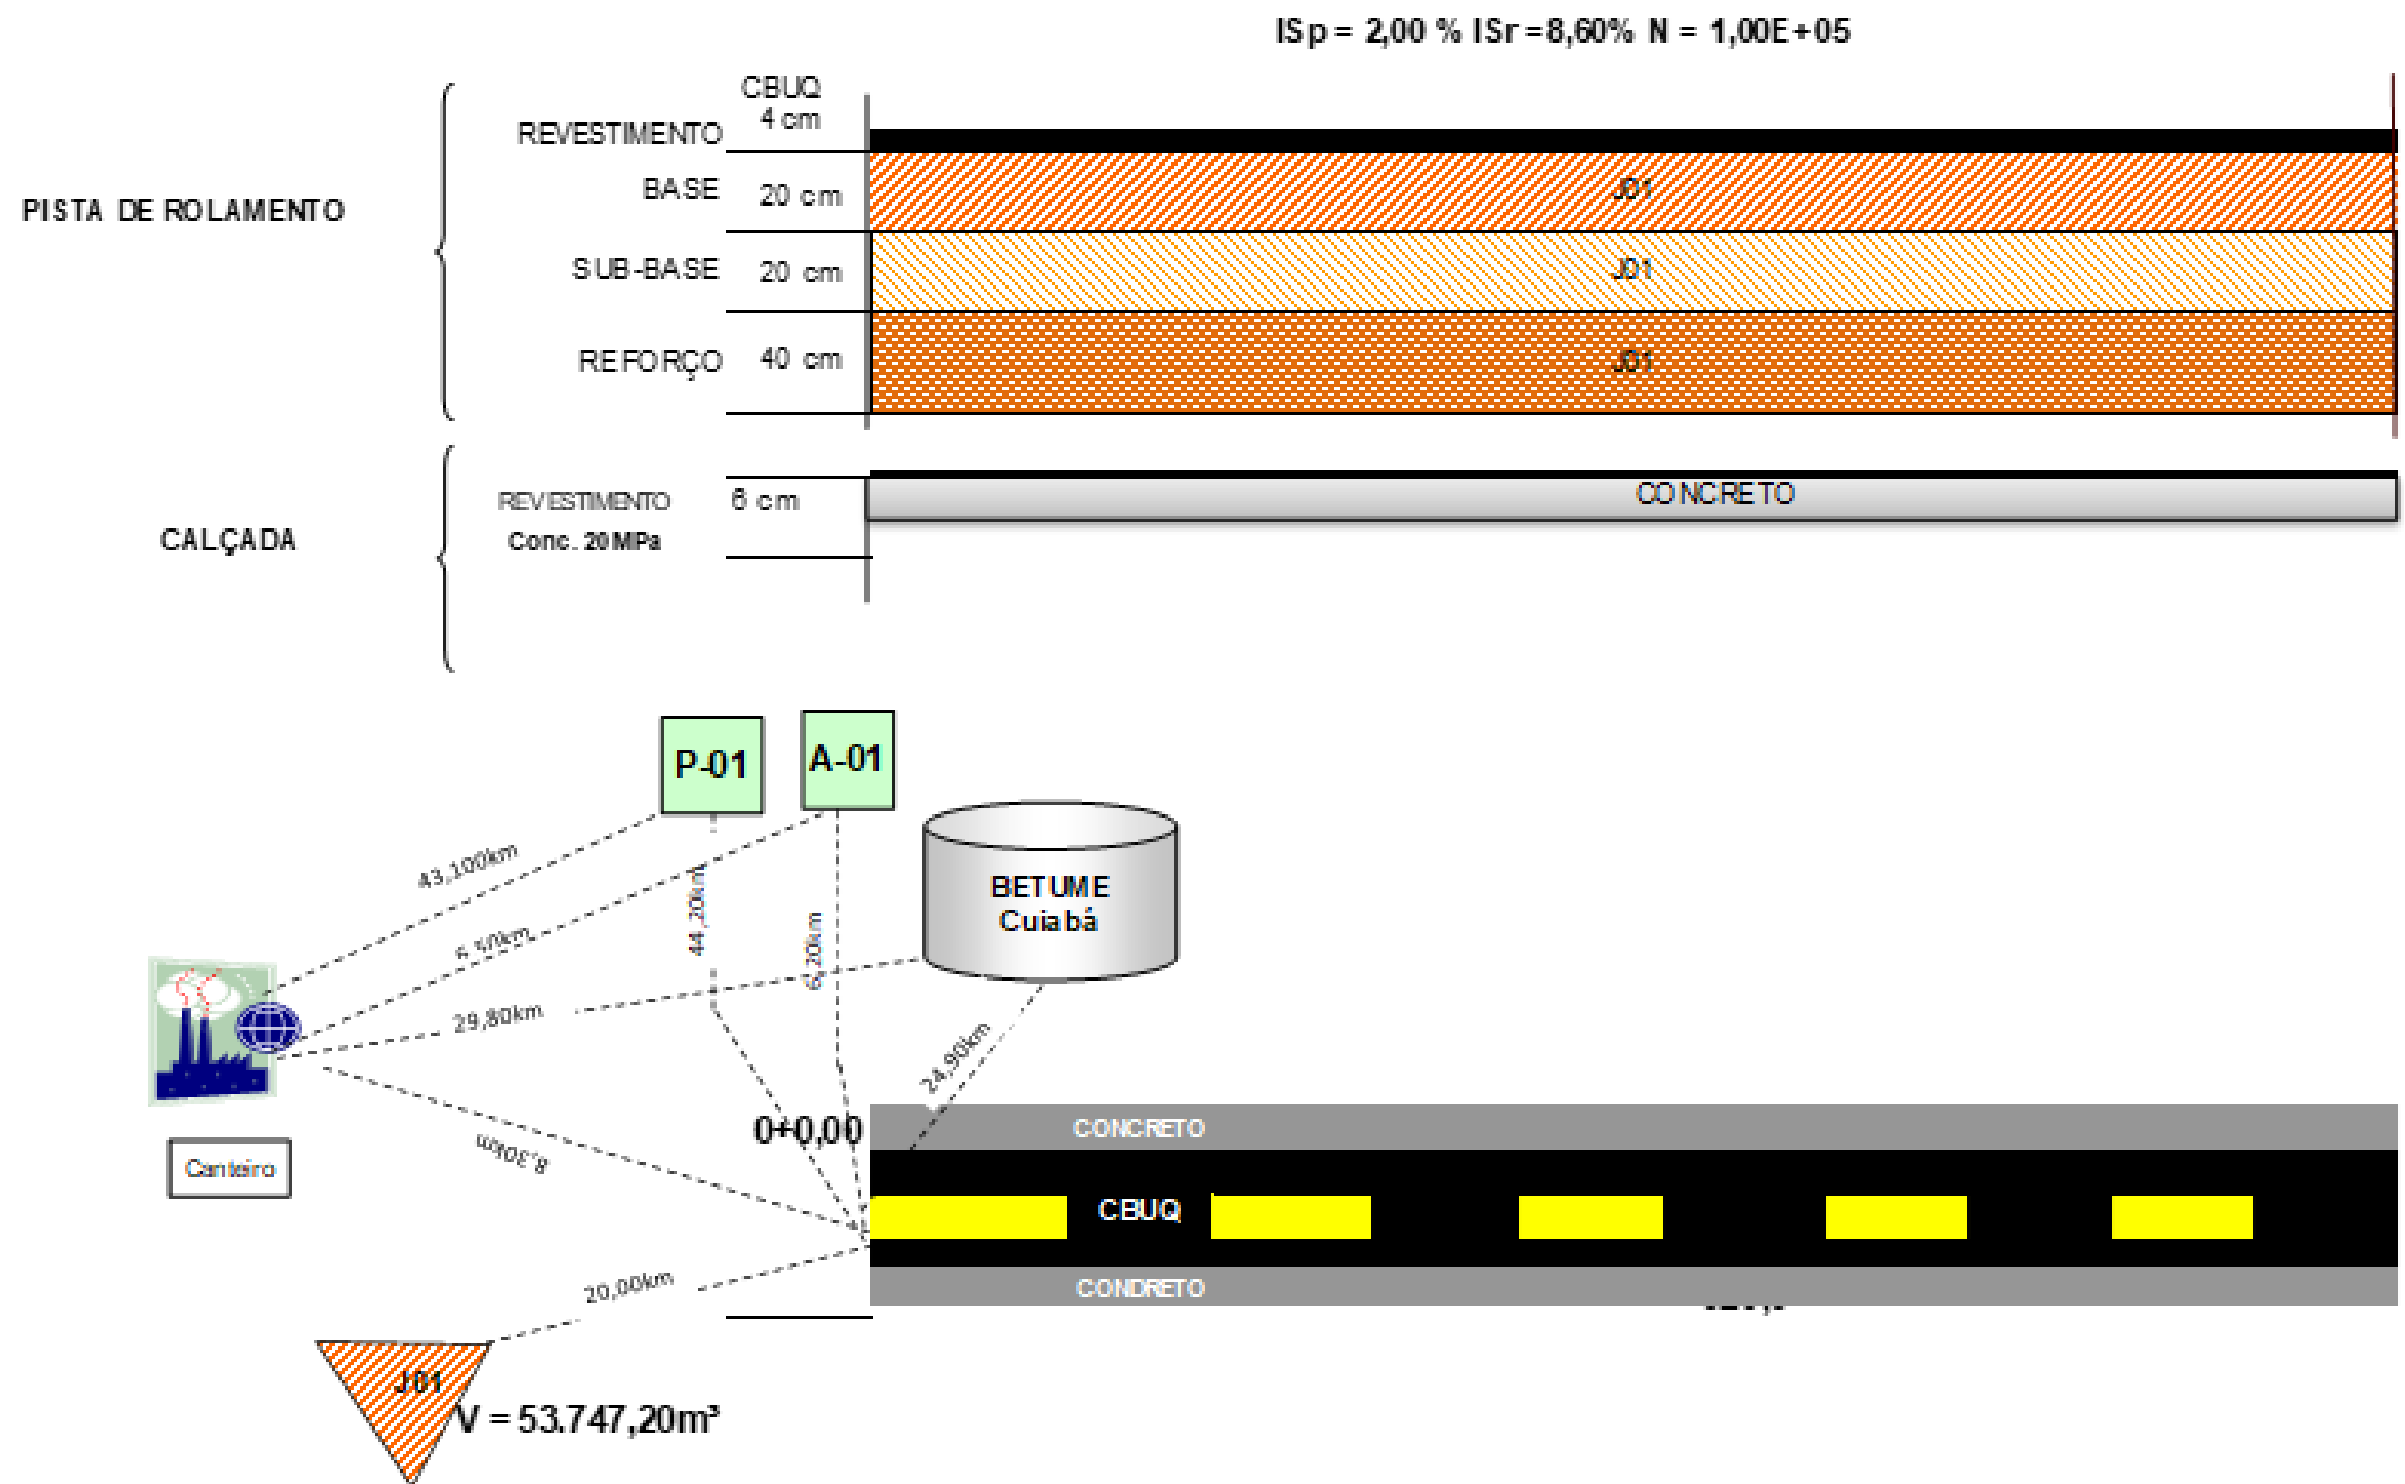 ISp = 2,00 % ISr =8,60% N = 1,00E+05
CBUQ
4 cm
REVESTIMENTO
BASE
20 cm
J01
PISTA DE ROLAMENTO
SUB-BASE
20 cm
J01
REFORÇO
40 cm
J01
REVESTIMENTO
6 cm
CONCRETO
CALÇADA
Conc. 20MPa
P-01
A-01
43,100km
44,20km
BETUME
Cuiabá
6,20km
29,80km
24,90km
0+0,00
CONCRETO
8,30km
Canteiro
CBUQ
20,00km
CONDRETO
J01
V = 53.747,20m³